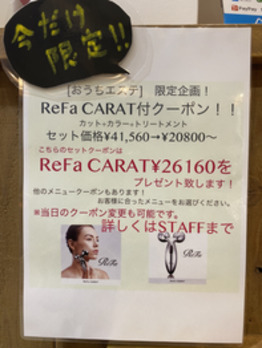 今だけ
限定!!
PayPay
[おうちエステ] 限定企画！
ReFa CARAT付クーポン！！
カット+カラー+トリートメント
セット価格¥41,560→¥20800〜
こちらのセットクーポンは
ReFa CARAT¥26160を
プレゼント致します！
他のメニュークーポンもあります！
お客様に合ったメニューをお選びください。
※当日のクーポン変更も可能です。
詳しくはSTAFFまで
ReFa
ReFa